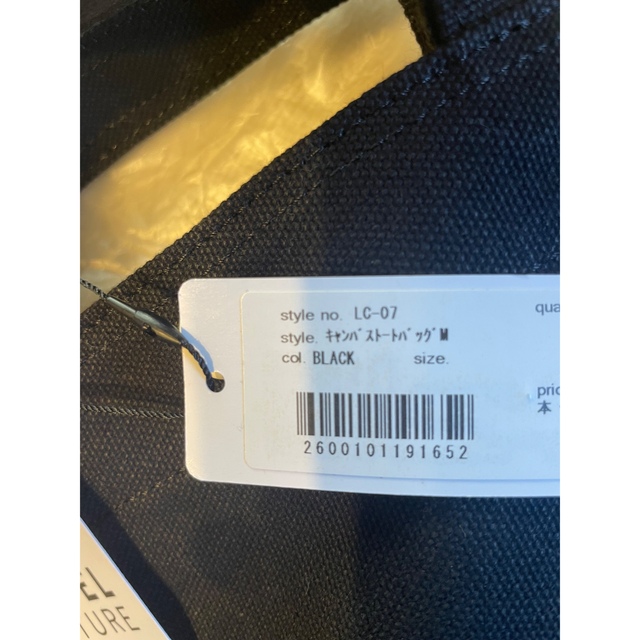 style no. LC-07
qua
style. ｷｬﾝﾊﾞｽﾄｰﾄﾊﾞｯｸﾞM
col. BLACK size.
pric
本
2600101191652
EL
TURE